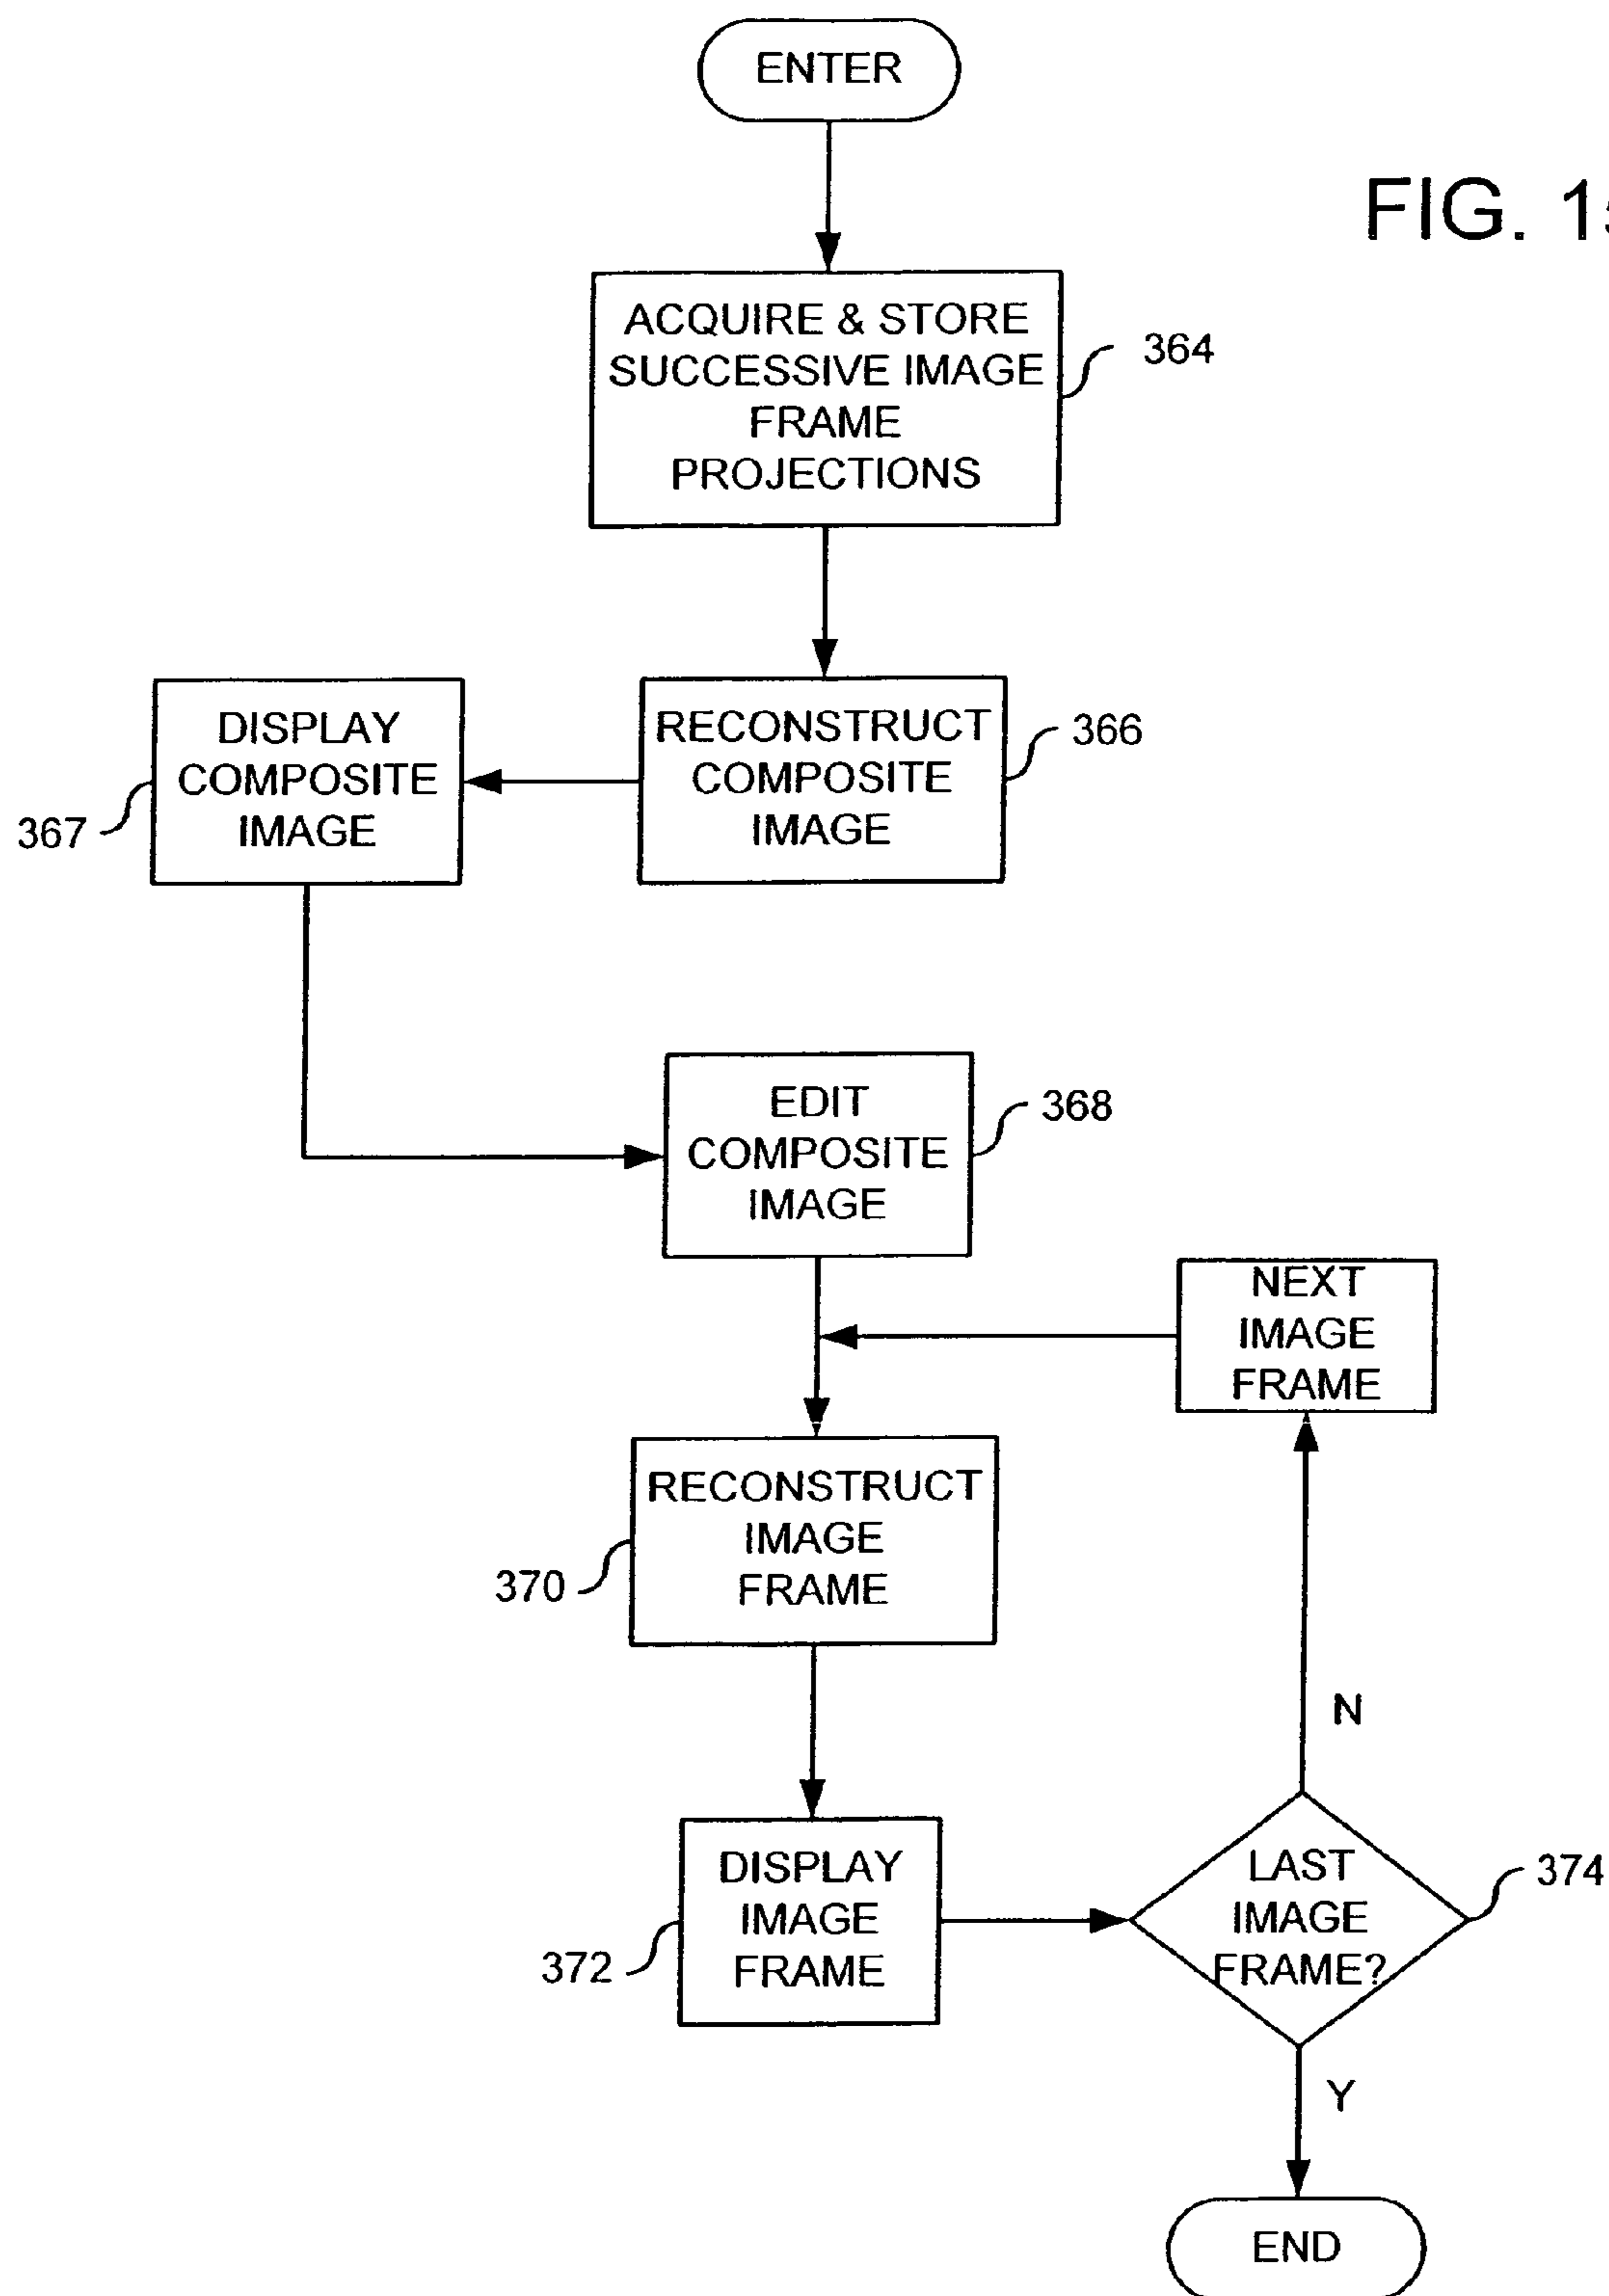 ENTER
FIG. 15
ACQUIRE & STORE
SUCCESSIVE IMAGE
FRAME
PROJECTIONS
364
DISPLAY
COMPOSITE
IMAGE
367
RECONSTRUCT
COMPOSITE
IMAGE
366
EDIT
COMPOSITE
IMAGE
368
NEXT
IMAGE
FRAME
RECONSTRUCT
IMAGE
FRAME
370
N
DISPLAY
IMAGE
FRAME
372
LAST
IMAGE
FRAME?
374
Y
END